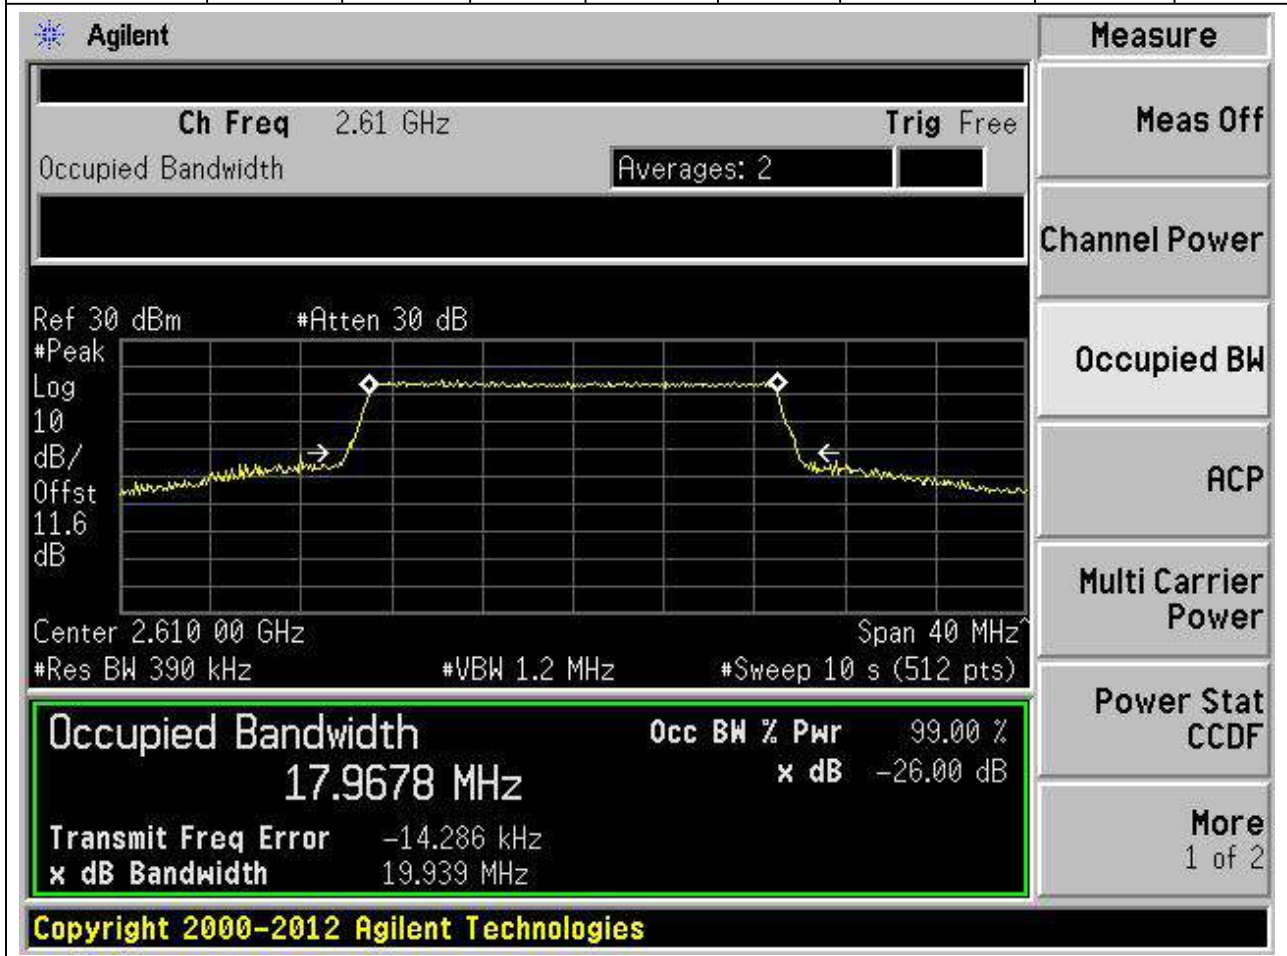 Agilent
Measure
Ch Freq 2.61 GHz Trig Free
Meas Off
Occupied Bandwidth Averages: 2
Channel Power
Ref 30 dBm #Atten 30 dB
#Peak
Log
10
dB/
Offst
11.6
dB
Occupied BW
ACP
Center 2.610 00 GHz Span 40 MHz^
#Res BW 390 kHz #VBW 1.2 MHz #Sweep 10 s (512 pts)
Multi Carrier
Power
Occupied Bandwidth Occ BW % Pwr 99.00 %
17.9678 MHz x dB -26.00 dB
Transmit Freq Error -14.286 kHz
x dB Bandwidth 19.939 MHz
Power Stat
CCDF
More
1 of 2
Copyright 2000-2012 Agilent Technologies